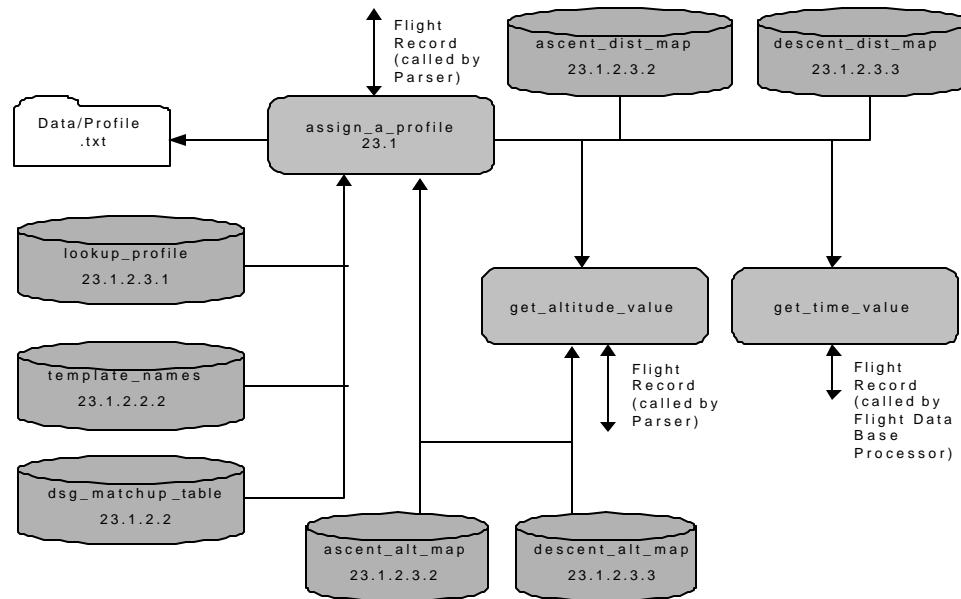 Flight
Record
(called by
Parser)
ascent_dist_map
23.1.2.3.2
descent_dist_map
23.1.2.3.3
Data/Profile
.txt
assign_a_profile
23.1
lookup_profile
23.1.2.3.1
get_altitude_value
get_time_value
template_names
23.1.2.2.2
Flight
Record
(called by
Parser)
Flight
Record
(called by
Flight Data
Base
Processor)
dsg_matchup_table
23.1.2.2
ascent_alt_map
23.1.2.3.2
descent_alt_map
23.1.2.3.3